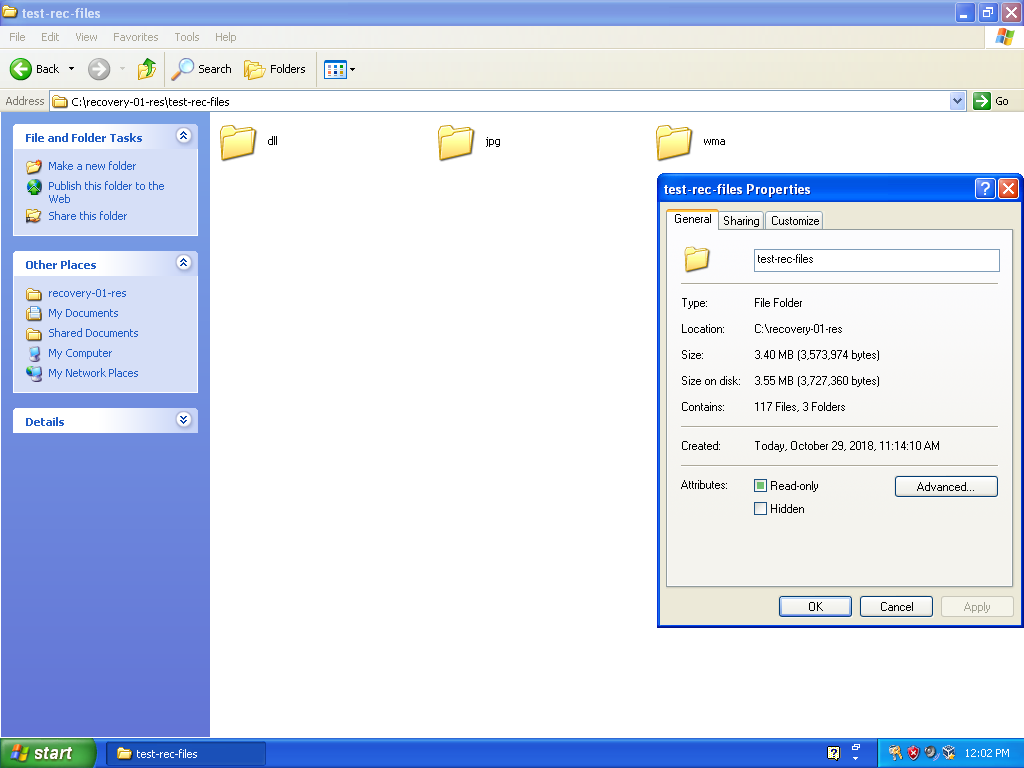 test-rec-files
File Edit View Favorites Tools Help
Back Search Folders
Address C:\recovery-01-res\test-rec-files Go
File and Folder Tasks
Make a new folder
Publish this folder to the
Web
Share this folder
Other Places
recovery-01-res
My Documents
Shared Documents
My Computer
My Network Places
Details
dll jpg wma
test-rec-files Properties ?
General Sharing Customize
test-rec-files
Type: File Folder
Location: C:\recovery-01-res
Size: 3.40 MB (3,573,974 bytes)
Size on disk: 3.55 MB (3,727,360 bytes)
Contains: 117 Files, 3 Folders
Created: Today, October 29, 2018, 11:14:10 AM
Attributes: Read-only Advanced...
Hidden
OK Cancel Apply
start test-rec-files ? 12:02 PM